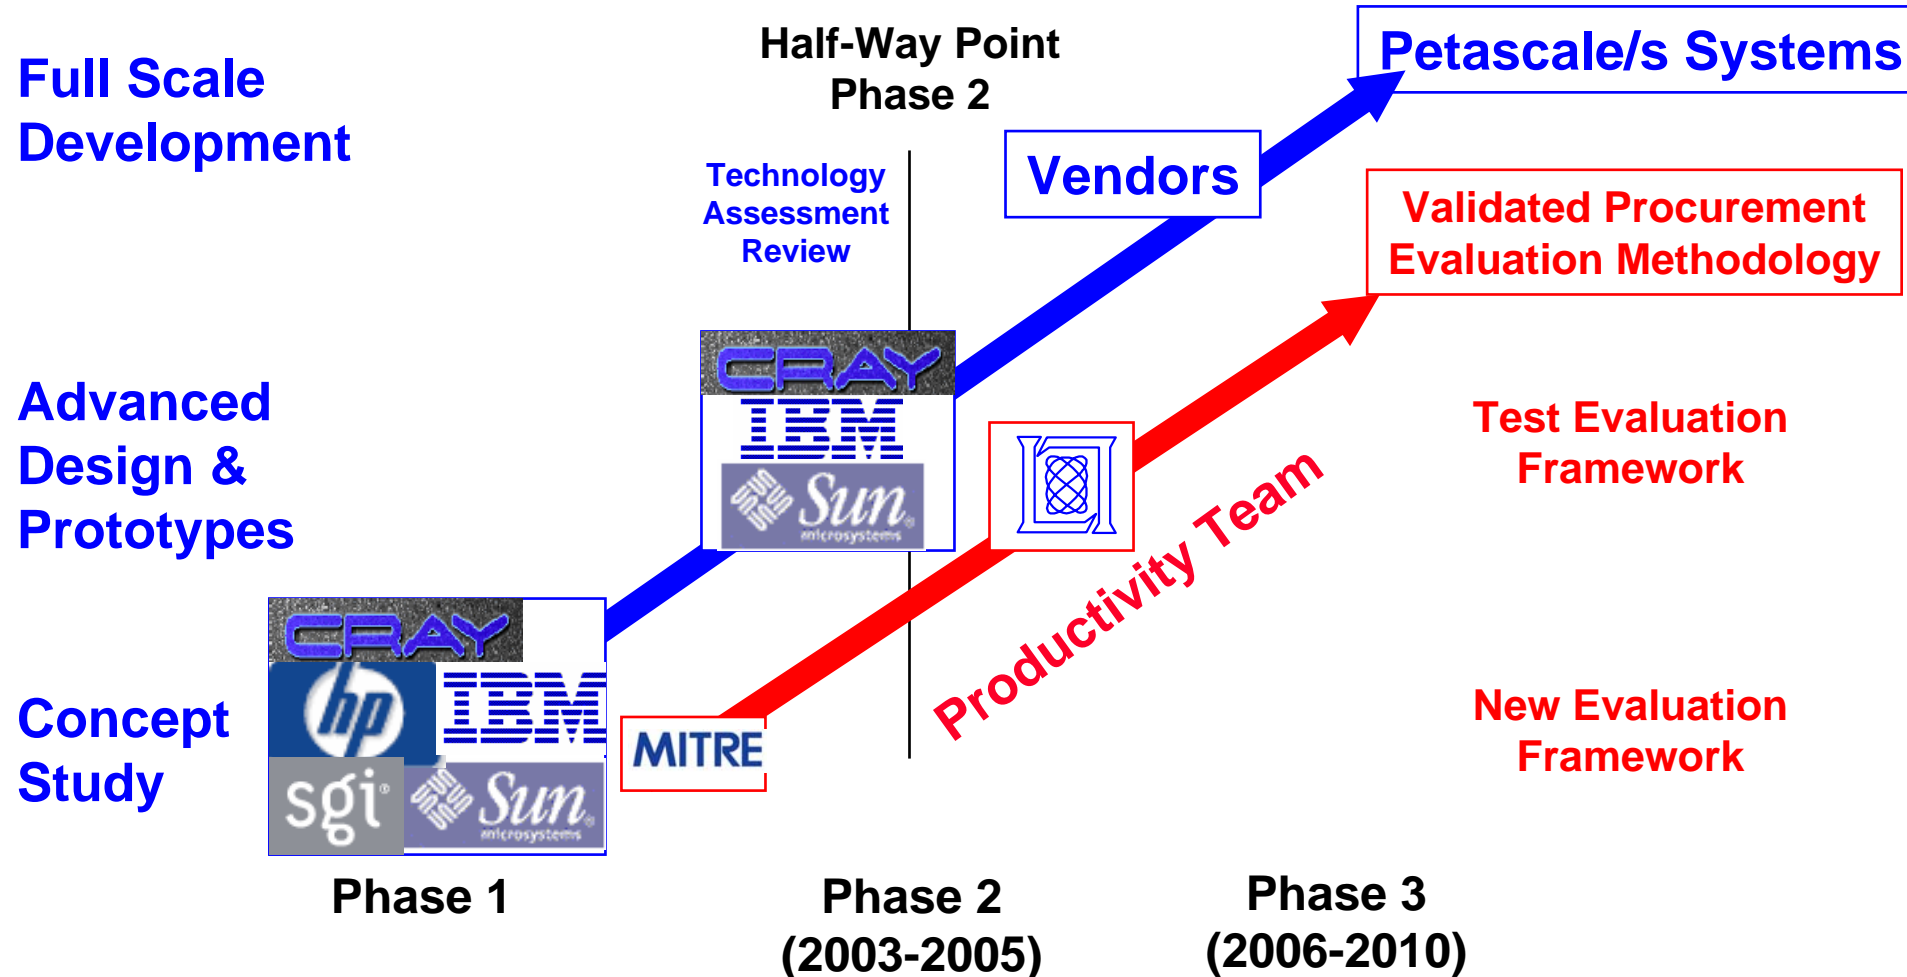 Full Scale
Development
Half-Way Point
Phase 2
Petascale/s Systems
Technology
Assessment
Review
Vendors
Validated Procurement
Evaluation Methodology
Advanced
Design &
Prototypes
CRAY
IBM
Sun
microsystems
Test Evaluation
Framework
Productivity Team
Concept
Study
CRAY
hp
IBM
sgi
Sun
microsystems
MITRE
New Evaluation
Framework
Phase 1
Phase 2
(2003-2005)
Phase 3
(2006-2010)